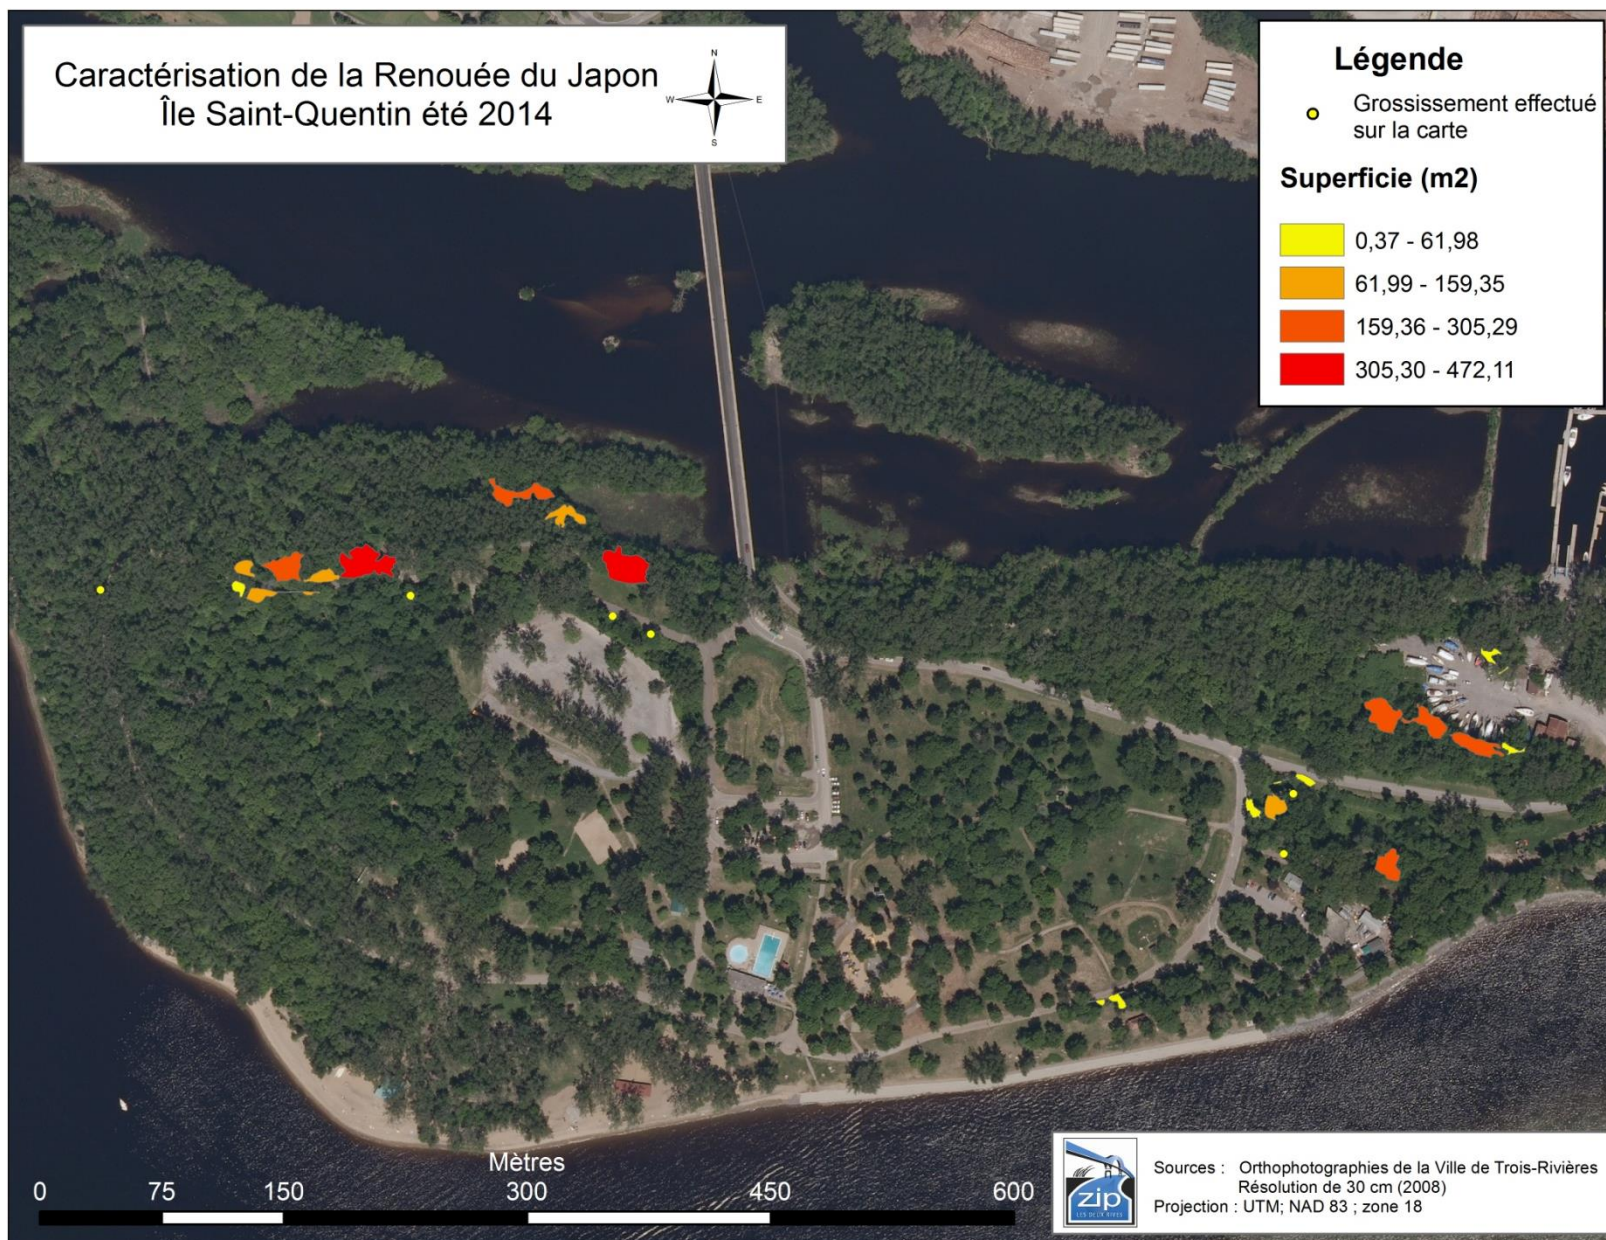 Caractérisation de la Renouée du Japon
Île Saint-Quentin été 2014
N
W
E
S
Légende
Grossissement effectué
sur la carte
Superficie (m2)
0,37 - 61,98
61,99 - 159,35
159,36 - 305,29
305,30 - 472,11
Mètres
0 75 150 300 450 600
zip
LES DEUX RIVES
Sources : Orthophotographies de la Ville de Trois-Rivières
Résolution de 30 cm (2008)
Projection : UTM; NAD 83 ; zone 18